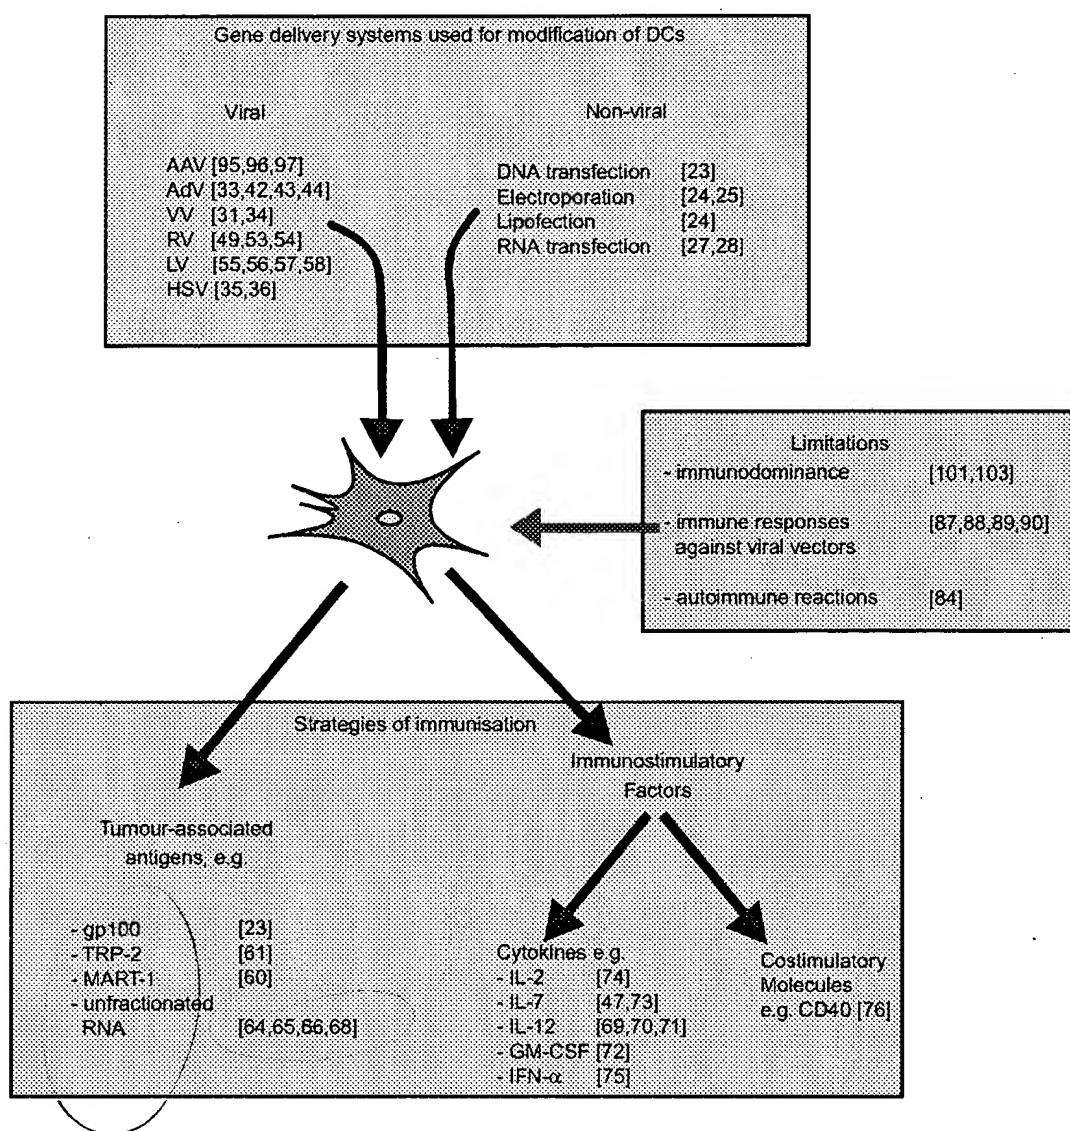 Gene delivery systems used for modification of DCs
Viral
AAV [95,96,97]
AdV [33,42,43,44]
VV [31,34]
RV [49,53,54]
LV [55,56,57,58]
HSV [35,36]
Non-viral
DNA transfection [23]
Electroporation [24,25]
Lipofection [24]
RNA transfection [27,28]
Limitations
- immunodominance [101,103]
- immune responses [87,88,89,90]
against viral vectors
- autoimmune reactions [84]
Strategies of immunisation
Tumour-associated
antigens, e.g.
- gp100 [23]
- TRP-2 [61]
- MART-1 [60]
- unfractionated
RNA [64,65,66,68]
Immunostimulatory
Factors
Cytokines e.g.
- IL-2 [74]
- IL-7 [47,73]
- IL-12 [69,70,71]
- GM-CSF [72]
- IFN-α [75]
Costimulatory
Molecules
e.g. CD40 [76]